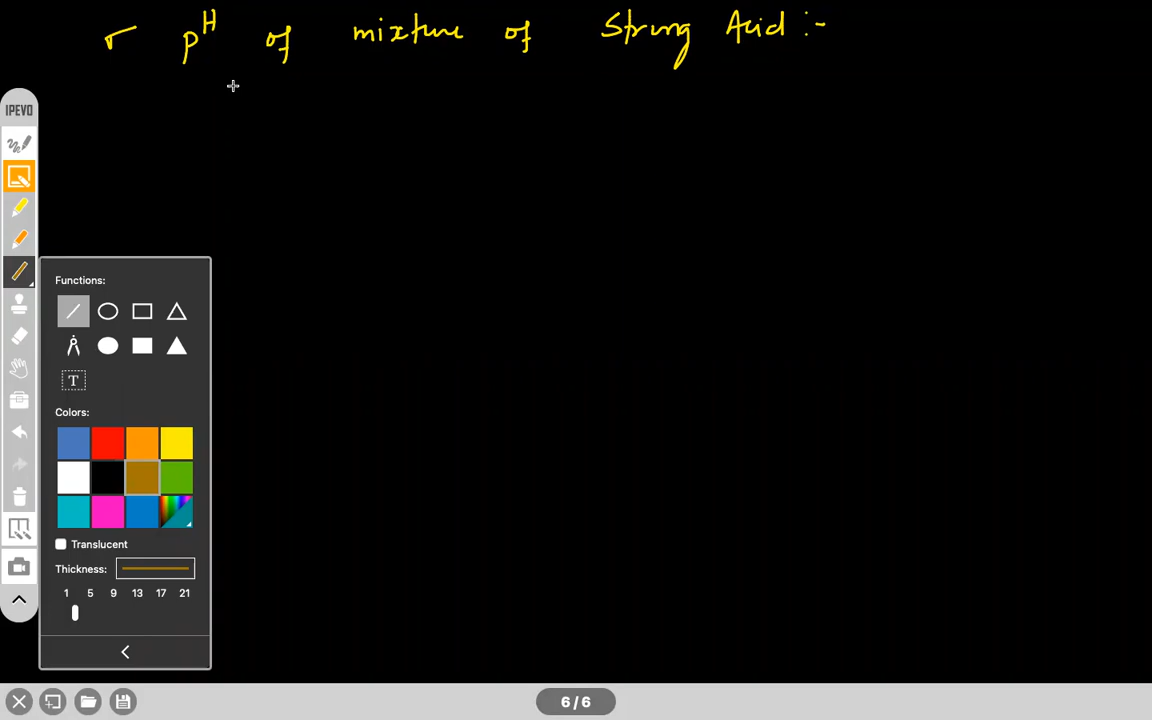 pH of mixture of Strong Acid :-
IPEVO
Functions:
T
Colors:
Translucent
Thickness:
1 5 9 13 17 21
6 / 6